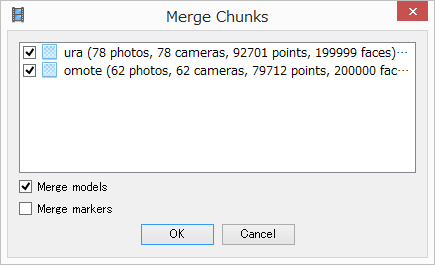 Merge Chunks
ura (78 photos, 78 cameras, 92701 points, 199999 faces)…
omote (62 photos, 62 cameras, 79712 points, 200000 fac…
Merge models
Merge markers
OK
Cancel